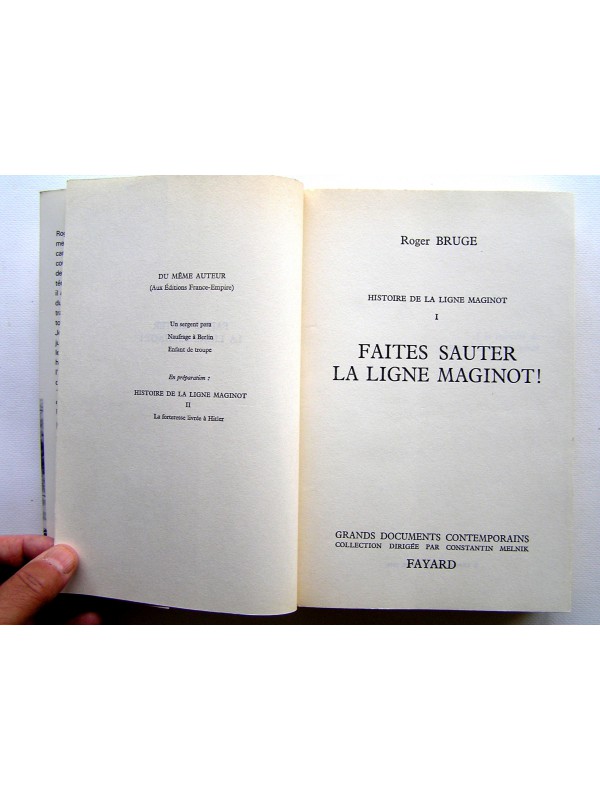 DU MÊME AUTEUR
(Aux Éditions France-Empire)
Un sergent para
Naufrage à Berlin
Enfant de troupe
En préparation :
HISTOIRE DE LA LIGNE MAGINOT
II
La forteresse livrée à Hitler
Roger BRUGE
HISTOIRE DE LA LIGNE MAGINOT
I
FAITES SAUTER
LA LIGNE MAGINOT!
GRANDS DOCUMENTS CONTEMPORAINS
COLLECTION DIRIGÉE PAR CONSTANTIN MELNIK
FAYARD